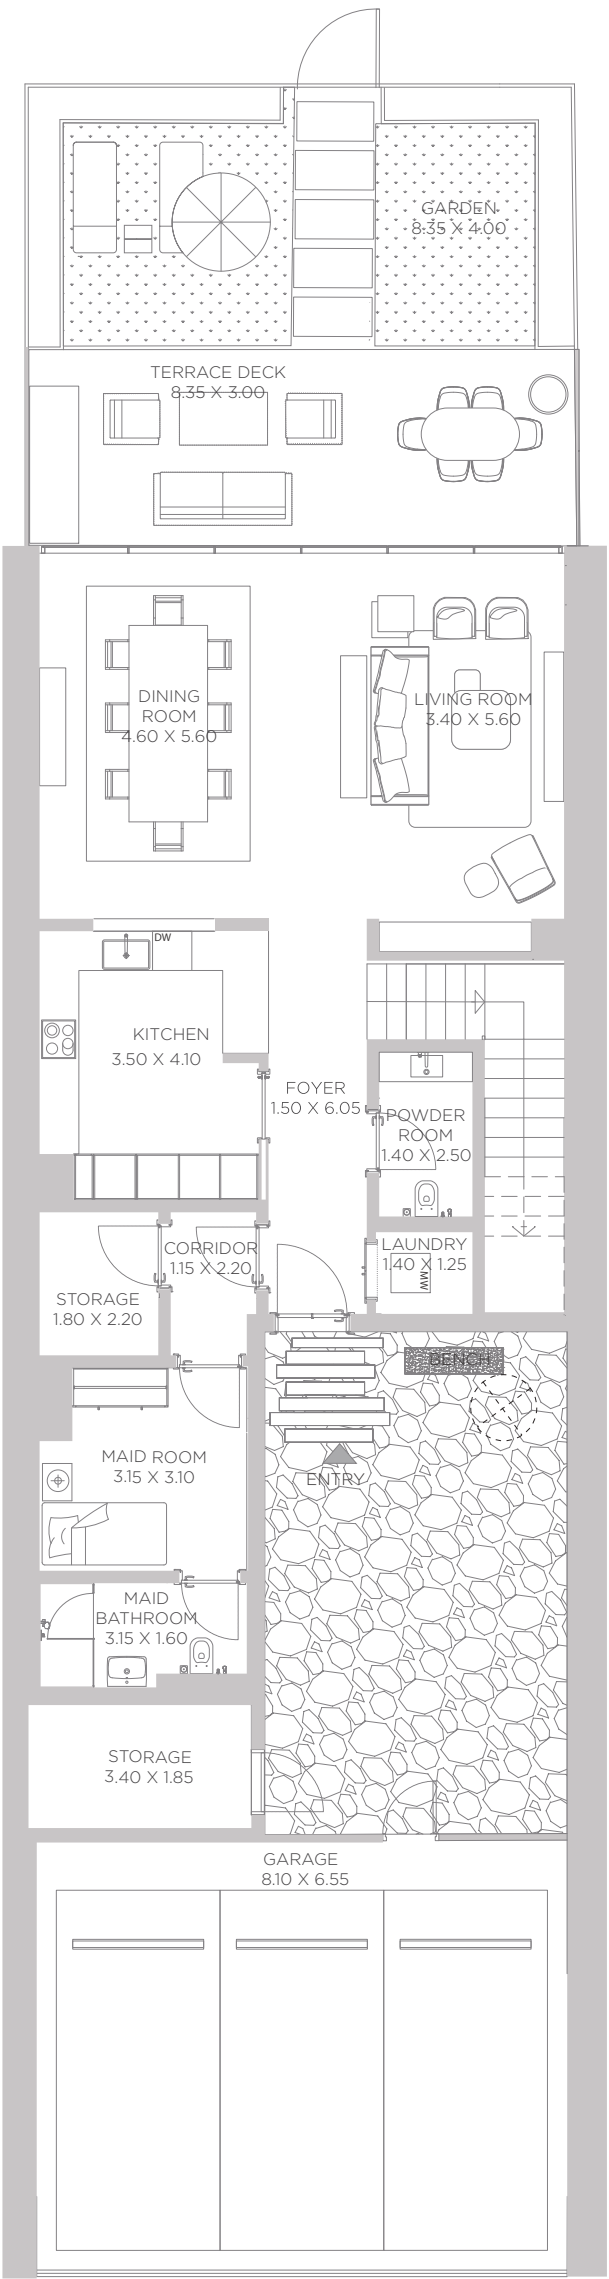 GARDEN
8.35 X 4.00
TERRACE DECK
8.35 X 3.00
DINING
ROOM
4.60 X 5.60
LIVING ROOM
3.40 X 5.60
DW
KITCHEN
3.50 X 4.10
FOYER
1.50 X 6.05
POWDER
ROOM
1.40 X 2.50
CORRIDOR
1.15 X 2.20
LAUNDRY
1.40 X 1.25
MW
STORAGE
1.80 X 2.20
BENCH
MAID ROOM
3.15 X 3.10
ENTRY
MAID
BATHROOM
3.15 X 1.60
STORAGE
3.40 X 1.85
GARAGE
8.10 X 6.55